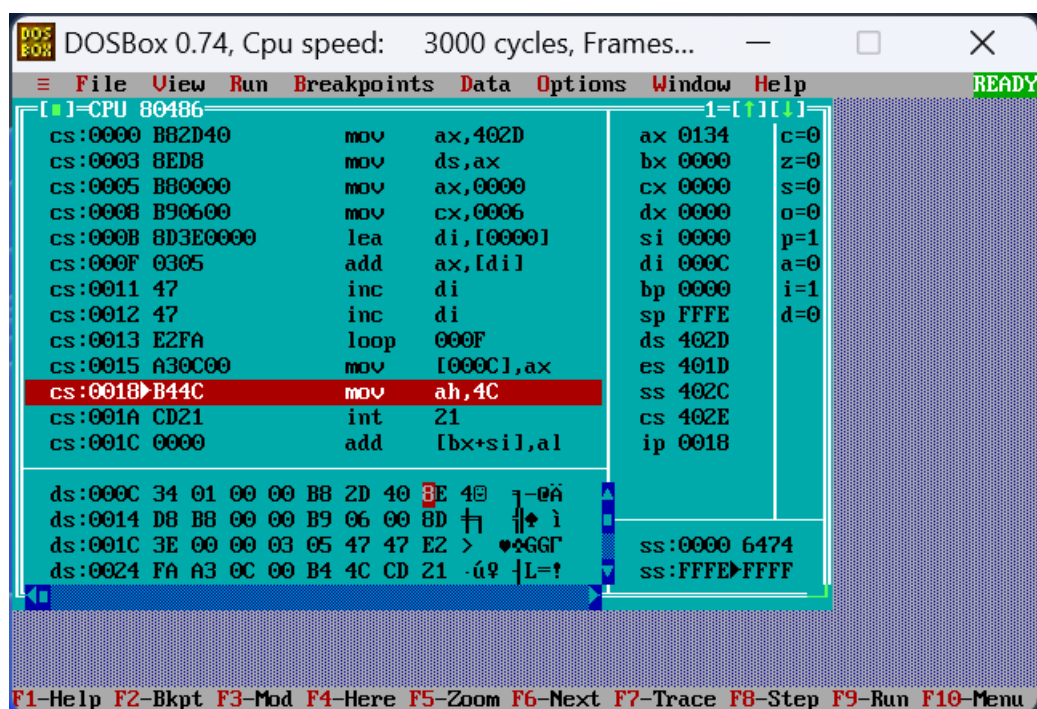 DOS BOX DOSBox 0.74, Cpu speed: 3000 cycles, Frames...
≡ File View Run Breakpoints Data Options Window Help READY
[■]=CPU 80486 1=[↑][↓]
cs:0000 B82D40 mov ax,402D ax 0134 c=0
cs:0003 8ED8 mov ds,ax bx 0000 z=0
cs:0005 B80000 mov ax,0000 cx 0000 s=0
cs:0008 B90600 mov cx,0006 dx 0000 o=0
cs:000B 8D3E0000 lea di,[0000] si 0000 p=1
cs:000F 0305 add ax,[di] di 000C a=0
cs:0011 47 inc di bp 0000 i=1
cs:0012 47 inc di sp FFFE d=0
cs:0013 E2FA loop 000F ds 402D
cs:0015 A30C00 mov [000C],ax es 401D
cs:0018►B44C mov ah,4C ss 402C
cs:001A CD21 int 21 cs 402E
cs:001C 0000 add [bx+si],al ip 0018
ds:000C 34 01 00 00 B8 2D 40 8E 4☺ ╕-@Ä
ds:0014 D8 B8 00 00 B9 06 00 8D ╪╕ ╣♠ ì
ds:001C 3E 00 00 03 05 47 47 E2 > ♥♣GGΓ ss:0000 6474
ds:0024 FA A3 0C 00 B4 4C CD 21 ·ú♀ ┤L=! ss:FFFE►FFFF
F1-Help F2-Bkpt F3-Mod F4-Here F5-Zoom F6-Next F7-Trace F8-Step F9-Run F10-Menu